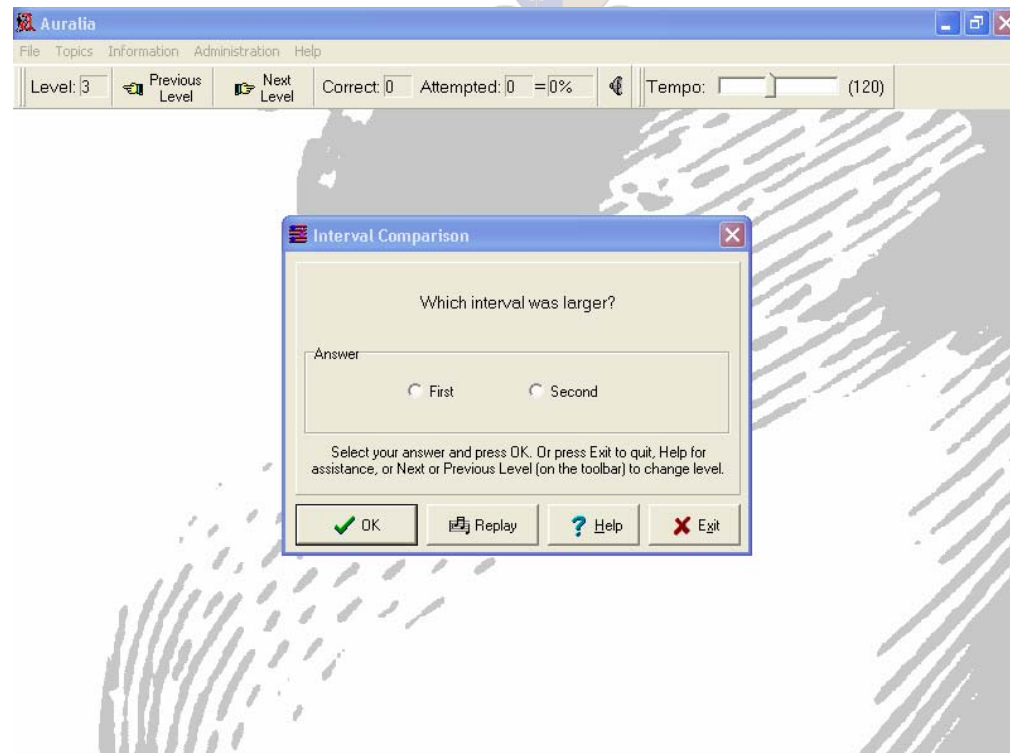 Auralia
File Topics Information Administration Help
Level: 3 Previous Level Next Level Correct: 0 Attempted: 0 = 0% Tempo: (120)
Interval Comparison
Which interval was larger?
Answer
First Second
Select your answer and press OK. Or press Exit to quit, Help for
assistance, or Next or Previous Level (on the toolbar) to change level.
OK Replay Help Exit